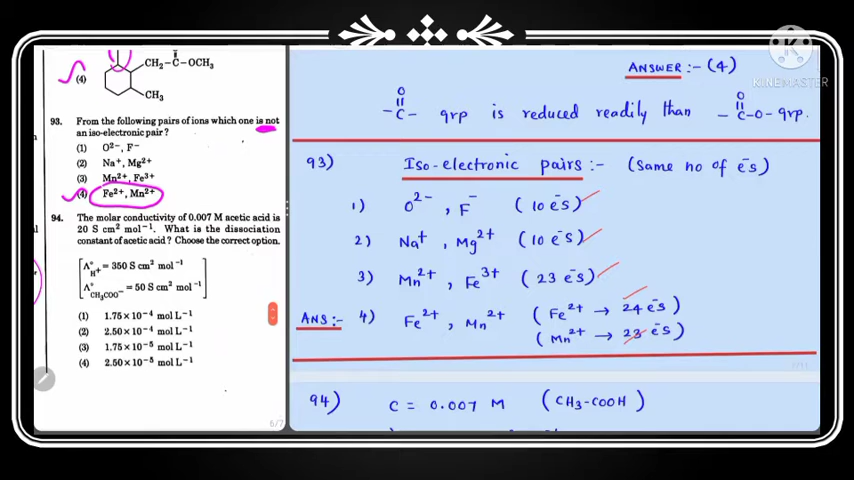 (4)
CH₂-C-OCH₃
CH₃
93. From the following pairs of ions which one is not
an iso-electronic pair ?
(1) O²⁻, F⁻
(2) Na⁺, Mg²⁺
(3) Mn²⁺, Fe³⁺
(4) Fe²⁺, Mn²⁺
94. The molar conductivity of 0.007 M acetic acid is
20 S cm² mol⁻¹. What is the dissociation
constant of acetic acid ? Choose the correct option.
Λ°H⁺ = 350 S cm² mol⁻¹
Λ°CH₃COO⁻ = 50 S cm² mol⁻¹
(1) 1.75×10⁻⁴ mol L⁻¹
(2) 2.50×10⁻⁴ mol L⁻¹
(3) 1.75×10⁻⁵ mol L⁻¹
(4) 2.50×10⁻⁵ mol L⁻¹
6/7
K
KINEMASTER
ANSWER :- (4)
O
-C- grp is reduced readily than -C-O- grp.
O
93) Iso-electronic pairs :- (same no of e⁻s)
1) O²⁻, F⁻ (10 e⁻s)
2) Na⁺, Mg²⁺ (10 e⁻s)
3) Mn²⁺, Fe³⁺ (23 e⁻s)
ANS :- 4) Fe²⁺, Mn²⁺ (Fe²⁺ → 24 e⁻s)
(Mn²⁺ → 23 e⁻s)
94) C = 0.007 M (CH₃-COOH)